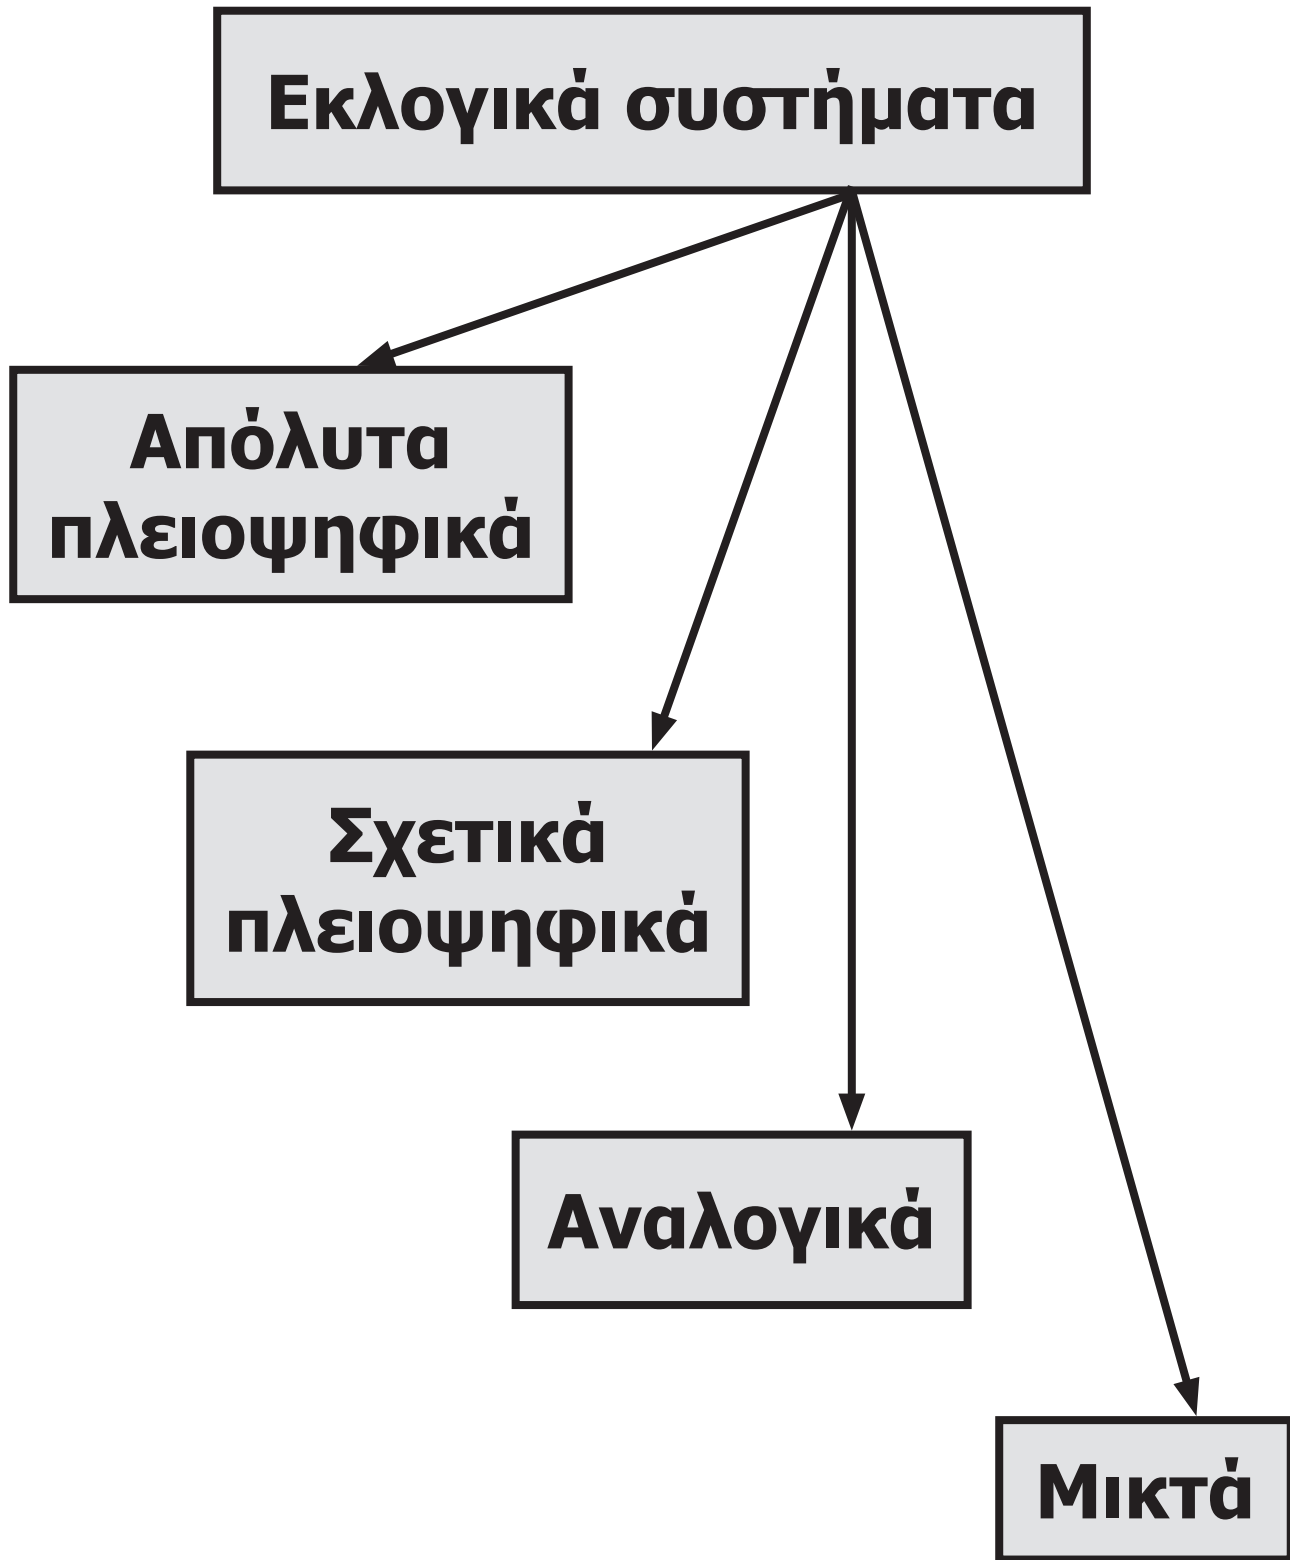 Εκλογικά συστήματα
Απόλυτα
πλειοψηφικά
Σχετικά
πλειοψηφικά
Αναλογικά
Μικτά